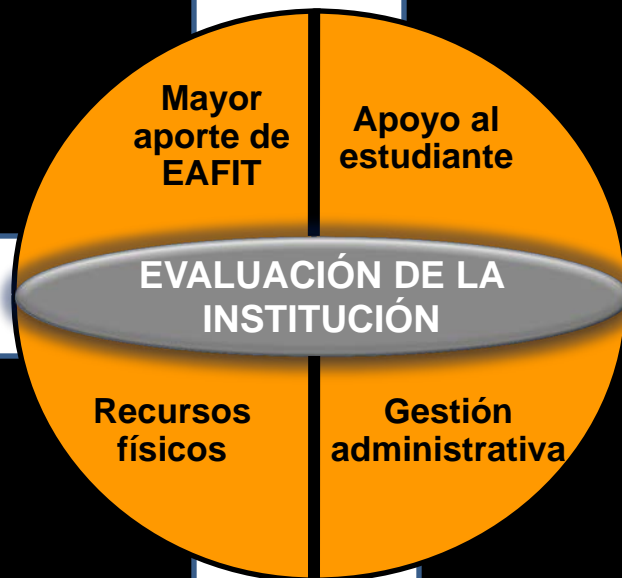 Mayor
aporte de
EAFIT
Apoyo al
estudiante
EVALUACIÓN DE LA
INSTITUCIÓN
Recursos
físicos
Gestión
administrativa